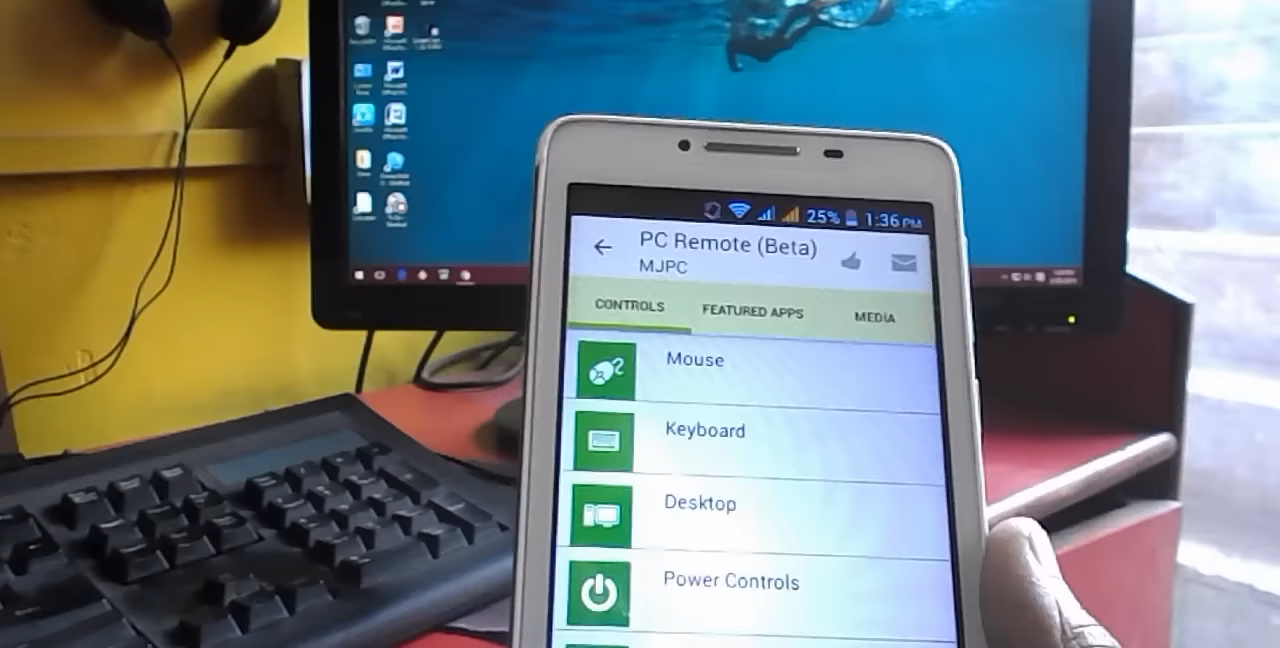 25% 1:36 PM
PC Remote (Beta)
MJPC
CONTROLS FEATURED APPS MEDIA
Mouse
Keyboard
Desktop
Power Controls